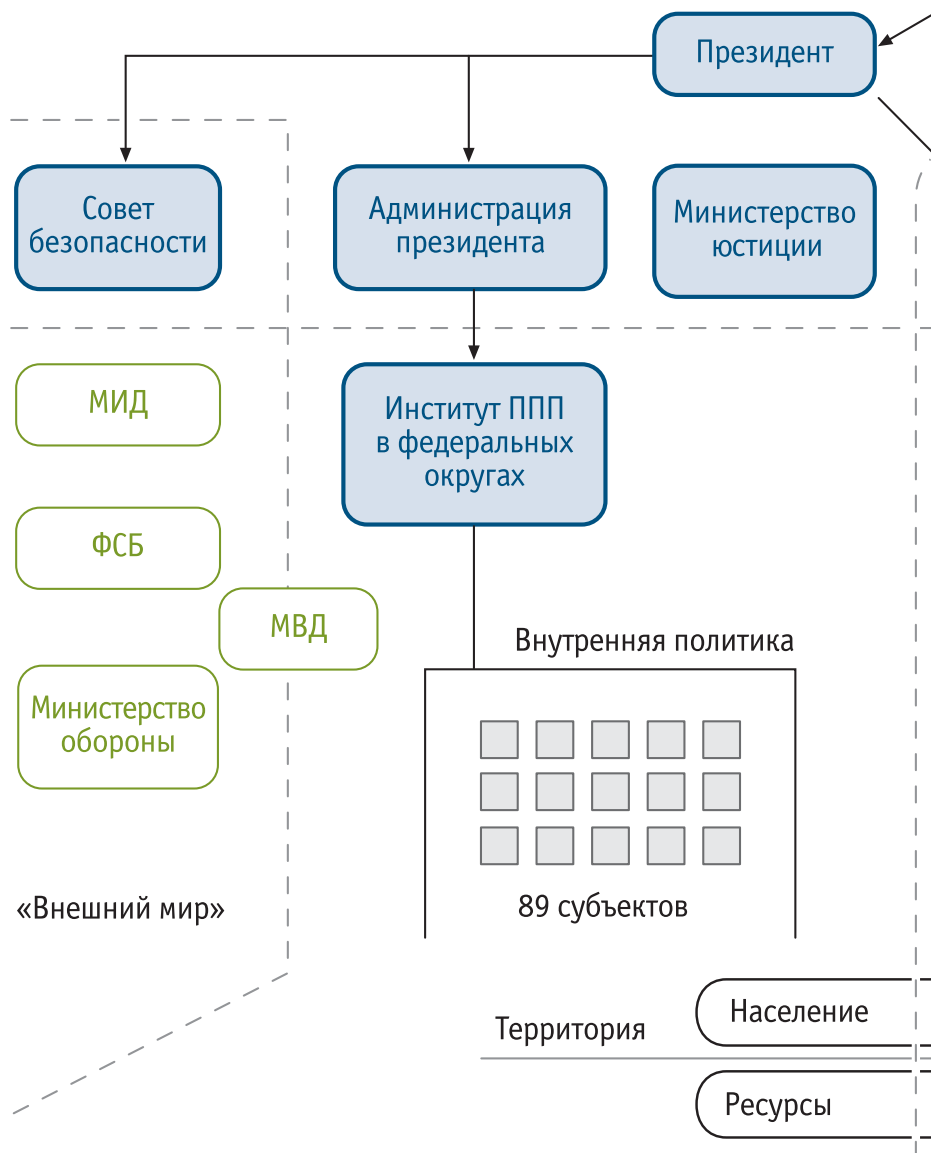 Президент
Совет
безопасности
Администрация
президента
Министерство
юстиции
МИД
Институт ППП
в федеральных
округах
ФСБ
МВД
Внутренняя политика
Министерство
обороны
«Внешний мир»
89 субъектов
Население
Территория
Ресурсы